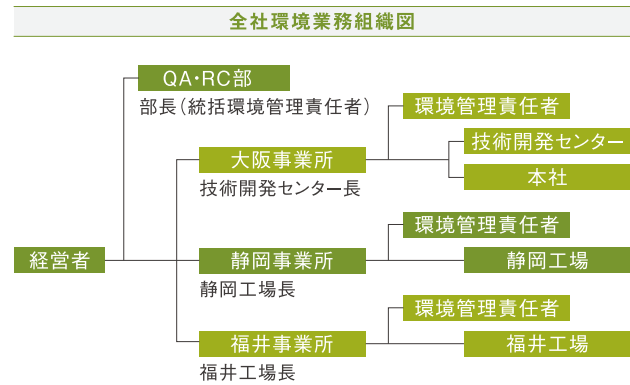 全社環境業務組織図
QA・RC部
部長(統括環境管理責任者)
環境管理責任者
技術開発センター
大阪事業所
本社
技術開発センター長
環境管理責任者
経営者
静岡事業所
静岡工場
静岡工場長
環境管理責任者
福井事業所
福井工場
福井工場長